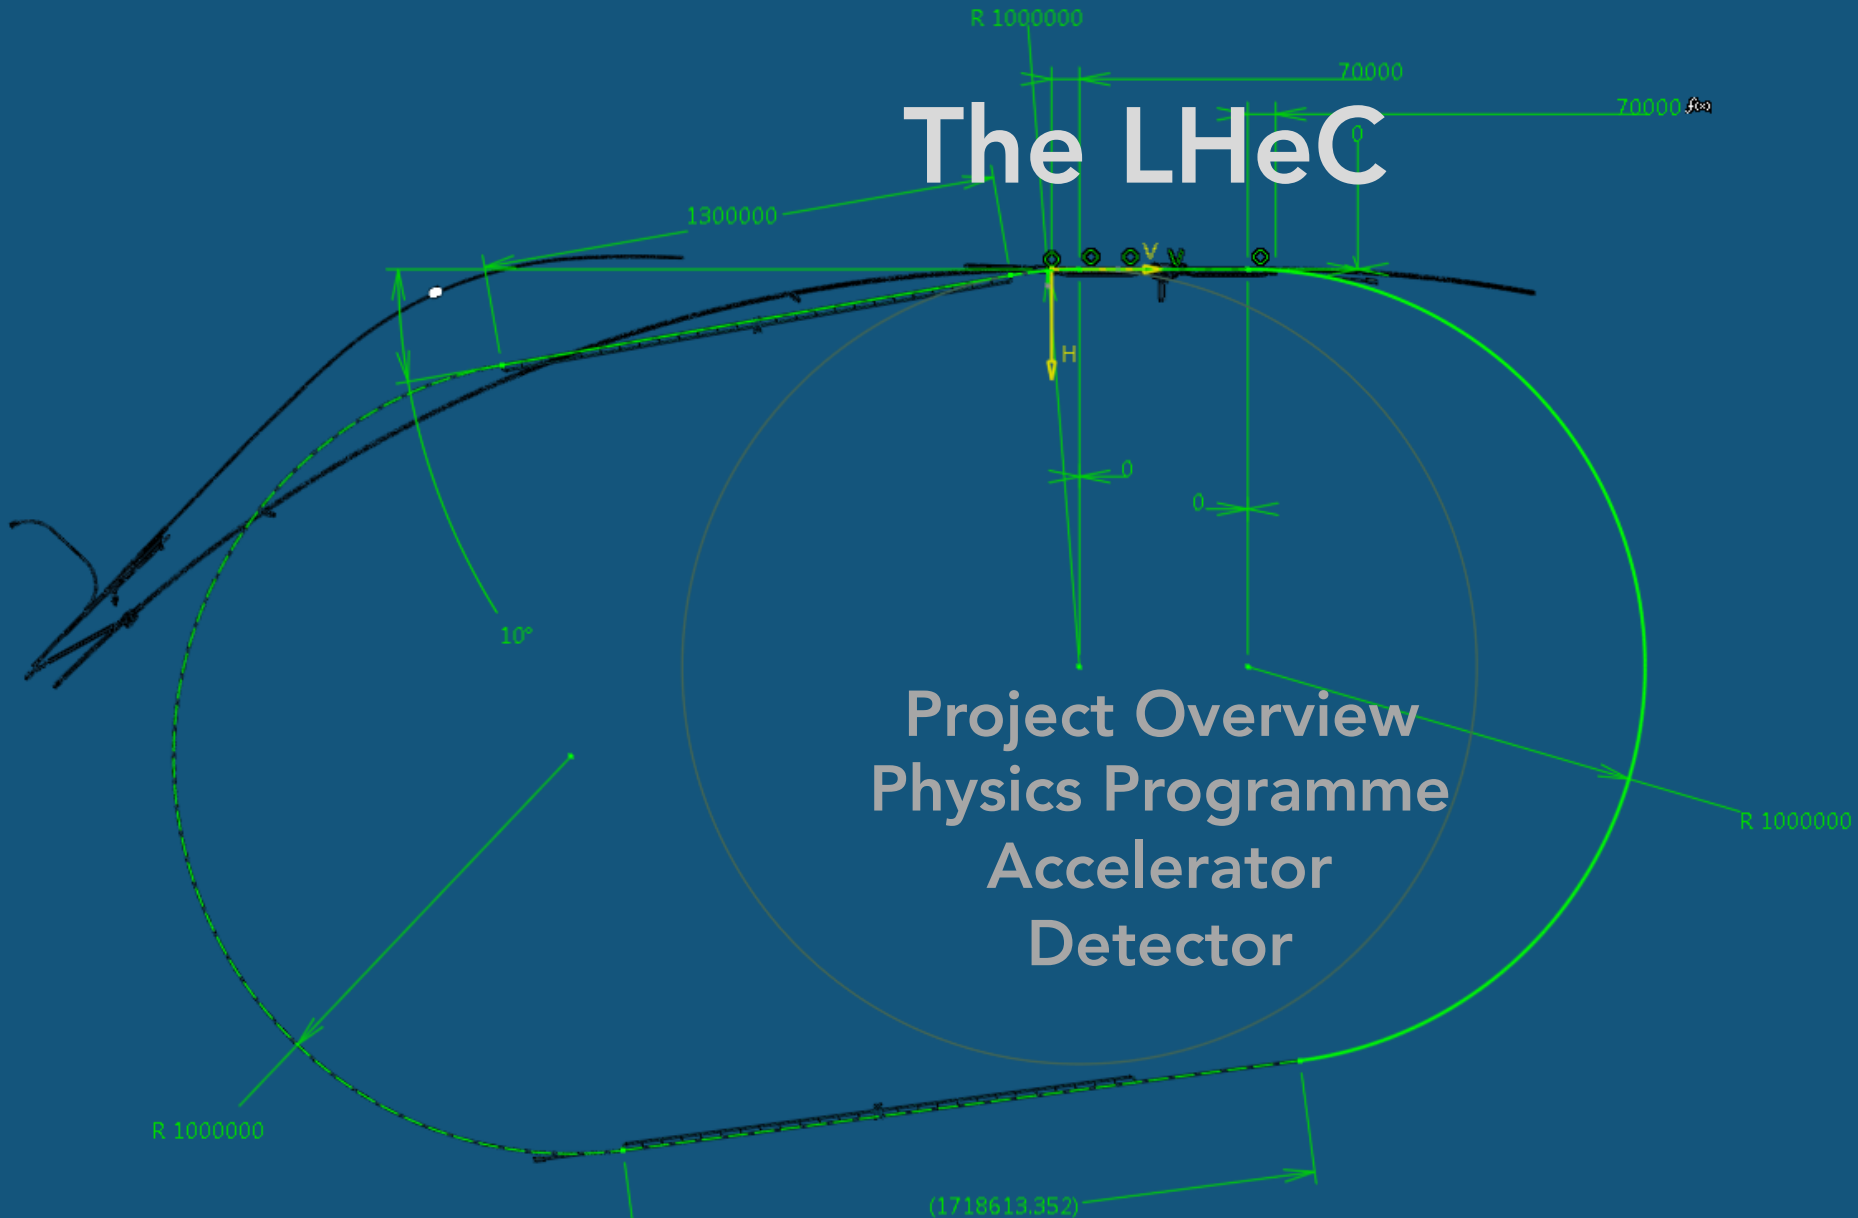 R 1000000
70000
The LHeC
70000 f(x)
0
1300000
V
V
H
0
0
10°
Project Overview
Physics Programme
R 1000000
Accelerator
Detector
R 1000000
(1718613.352)